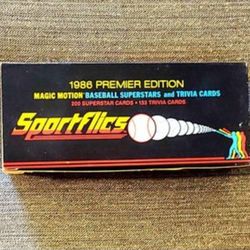 1986 PREMIER EDITION
MAGIC MOTION BASEBALL SUPERSTARS and TRIVIA CARDS
200 SUPERSTAR CARDS • 133 TRIVIA CARDS
Sportflics